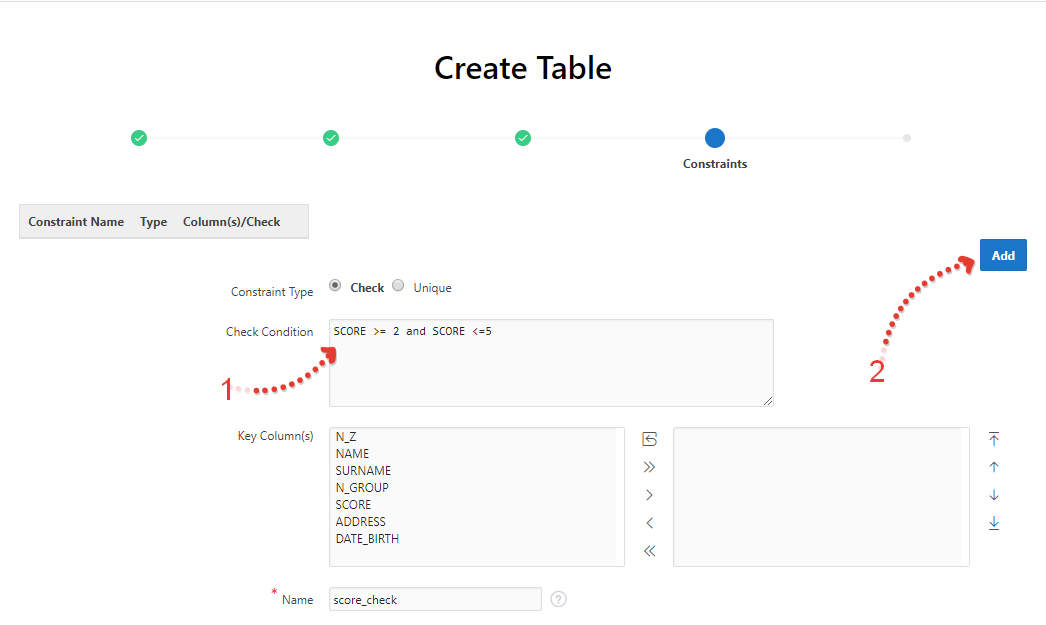 Create Table
Constraints
Constraint Name Type Column(s)/Check
Add
Constraint Type Check Unique
Check Condition SCORE >= 2 and SCORE <=5
1
2
Key Column(s) N_Z
NAME
SURNAME
N_GROUP
SCORE
ADDRESS
DATE_BIRTH
* Name score_check ?